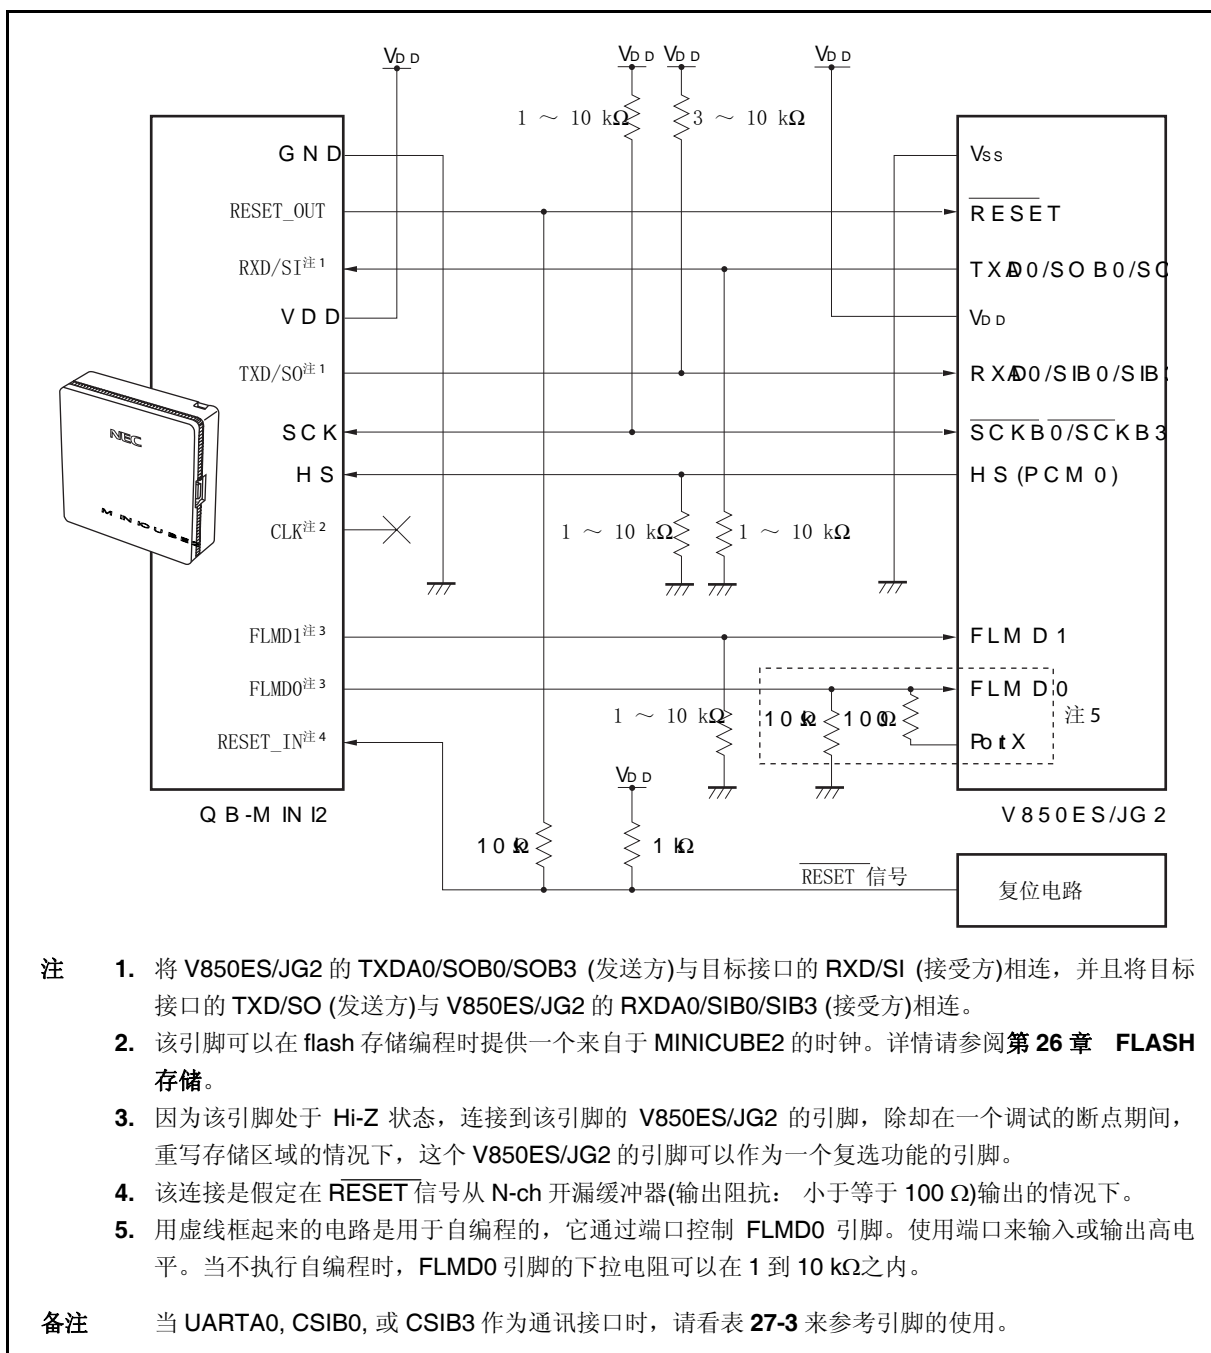 VDD VDD VDD VDD
1 ～ 10 kΩ 3 ～ 10 kΩ
GND Vss
RESET_OUT RESET
RXD/SI注1 TXDA0/SOB0/SO
VDD VDD
TXD/SO注1 RXDA0/SIB0/SIB3
SCK SCKB0/SCKB3
HS HS (PCM0)
NEC
MINICUBE2
CLK注2 1 ～ 10 kΩ 1 ～ 10 kΩ
FLMD1注3 FLMD1
FLMD0注3 FLMD0
1 ～ 10 kΩ 10 kΩ 100Ω 注5
RESET_IN注4 PortX
VDD
QB-MINI2 V850ES/JG2
10 kΩ 1 kΩ
RESET 信号 复位电路
注 1. 将 V850ES/JG2 的 TXDA0/SOB0/SOB3 (发送方)与目标接口的 RXD/SI (接受方)相连，并且将目标
接口的 TXD/SO (发送方)与 V850ES/JG2 的 RXDA0/SIB0/SIB3 (接受方)相连。
2. 该引脚可以在 flash 存储编程时提供一个来自于 MINICUBE2 的时钟。详情请参阅第 26 章 FLASH
存储。
3. 因为该引脚处于 Hi-Z 状态，连接到该引脚的 V850ES/JG2 的引脚，除却在一个调试的断点期间，
重写存储区域的情况下，这个 V850ES/JG2 的引脚可以作为一个复选功能的引脚。
4. 该连接是假定在 RESET 信号从 N-ch 开漏缓冲器(输出阻抗： 小于等于 100 Ω)输出的情况下。
5. 用虚线框起来的电路是用于自编程的，它通过端口控制 FLMD0 引脚。使用端口来输入或输出高电
平。当不执行自编程时，FLMD0 引脚的下拉电阻可以在 1 到 10 kΩ之内。
备注 当 UARTA0, CSIB0, 或 CSIB3 作为通讯接口时，请看表 27-3 来参考引脚的使用。